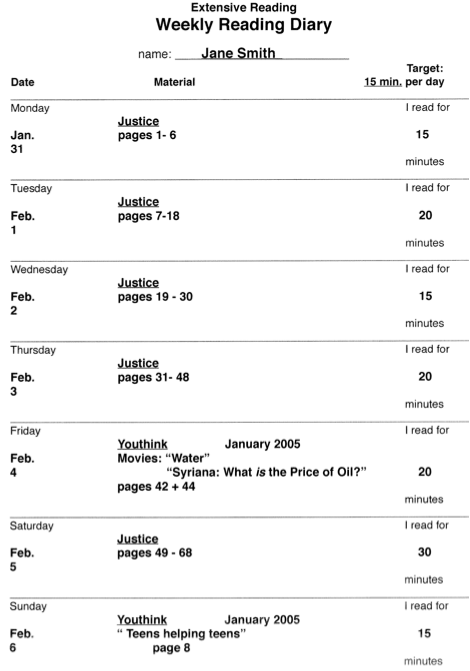 Extensive Reading
Weekly Reading Diary
name: Jane Smith
Target:
Date Material 15 min. per day
Monday I read for
Justice
Jan. pages 1- 6 15
31
minutes
Tuesday I read for
Justice
Feb. pages 7-18 20
1
minutes
Wednesday I read for
Justice
Feb. pages 19 - 30 15
2
minutes
Thursday I read for
Justice
Feb. pages 31- 48 20
3
minutes
Friday I read for
Youthink January 2005
Feb. Movies: “Water”
4 “Syriana: What is the Price of Oil?” 20
pages 42 + 44
minutes
Saturday I read for
Justice
Feb. pages 49 - 68 30
5
minutes
Sunday I read for
Youthink January 2005
Feb. “ Teens helping teens” 15
6 page 8
minutes